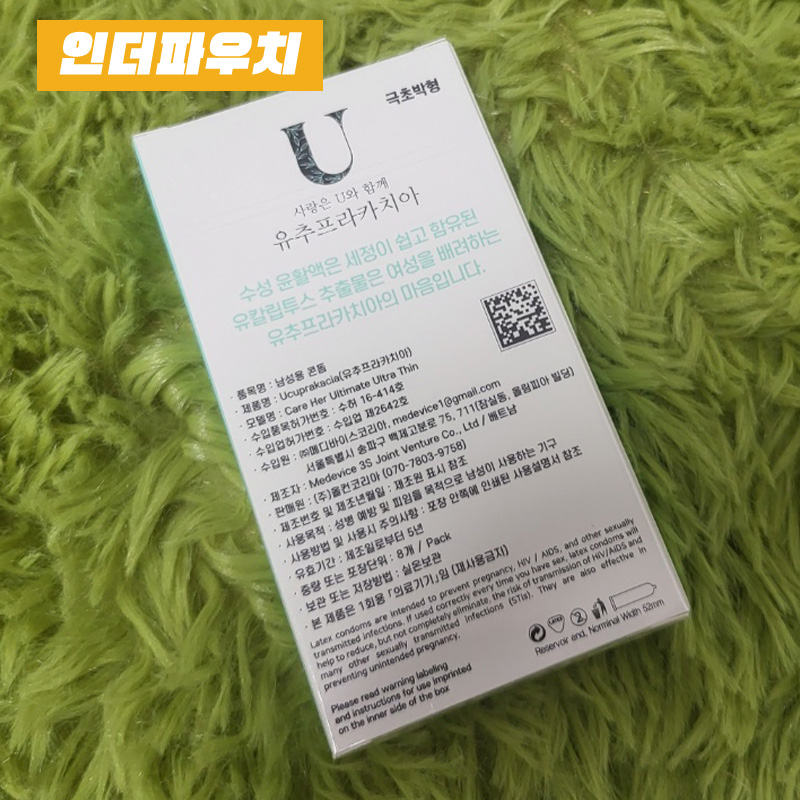 인더파우치
극초박형
U
사랑은 U와 함께
유추프라카치아
수성 윤활액은 세정이 쉽고 함유된
유칼립투스 추출물은 여성을 배려하는
유추프라카치아의 마음입니다.
· 품목명 : 남성용 콘돔
· 제품명 : Ucuprakacia(유추프라카치아)
· 모델명 : Care Her Ultimate Ultra Thin
· 수입품목허가번호 : 수허 16-414호
· 수입업허가번호 : 수입업 제2642호
· 수입원 : ㈜메디바이스코리아, medevice1@gmail.com
서울특별시 송파구 백제고분로 75, 711(잠실동, 올림피아 빌딩)
· 제조자 : Medevice 3S Joint Venture Co., Ltd / 베트남
· 판매원 : (주)올컨코리아 (070-7803-9758)
· 제조번호 및 제조년월일 : 제조원 표시 참조
· 사용목적 : 성병 예방 및 피임을 목적으로 남성이 사용하는 기구
· 사용방법 및 사용시 주의사항 : 포장 안쪽에 인쇄된 사용설명서 참조
· 유효기간 : 제조일로부터 5년
· 중량 또는 포장단위 : 8개 / Pack
· 보관 또는 저장방법 : 실온보관
· 본 제품은 1회용 「의료기기」임 (재사용금지)
Latex condoms are intended to prevent pregnancy, HIV / AIDS, and other sexually
transmitted infections. If used correctly every time you have sex, latex condoms will
help to reduce, but not completely eliminate, the risk of transmission of HIV/AIDS and
many other sexually transmitted infections (STIs). They are also effective in
preventing unintended pregnancy.
LATEX
2
Reservoir end, Norminal Width 52mm
Please read warning labeling
and instructions for use imprinted
on the inner side of the box